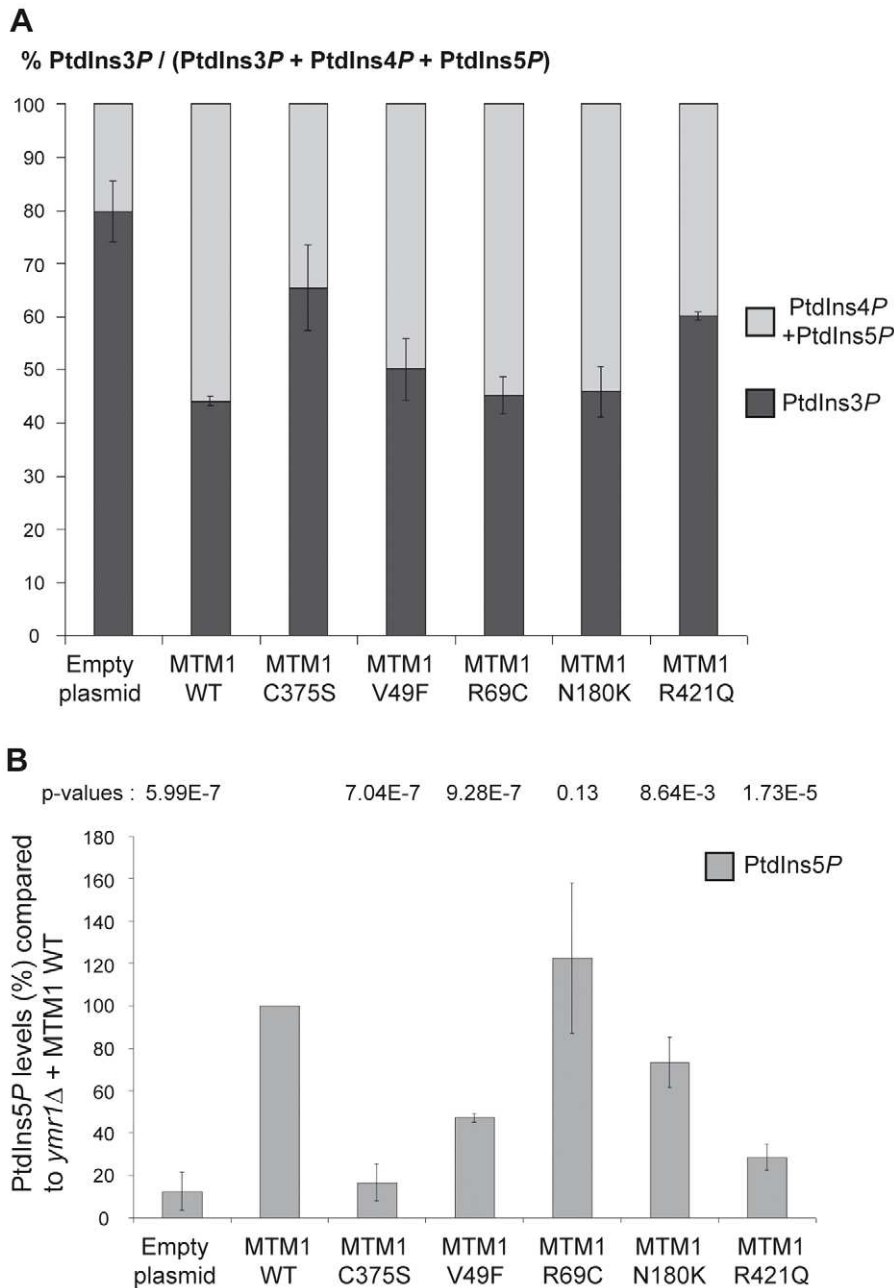 A
% PtdIns3P / (PtdIns3P + PtdIns4P + PtdIns5P)
100
90
80
70
60
50
40
30
20
10
0
PtdIns4P
+PtdIns5P
PtdIns3P
Empty plasmid
MTM1 WT
MTM1 C375S
MTM1 V49F
MTM1 R69C
MTM1 N180K
MTM1 R421Q
B
p-values : 5.99E-7 7.04E-7 9.28E-7 0.13 8.64E-3 1.73E-5
PtdIns5P levels (%) compared
to ymr1Δ + MTM1 WT
180
160
140
120
100
80
60
40
20
0
PtdIns5P
Empty plasmid
MTM1 WT
MTM1 C375S
MTM1 V49F
MTM1 R69C
MTM1 N180K
MTM1 R421Q